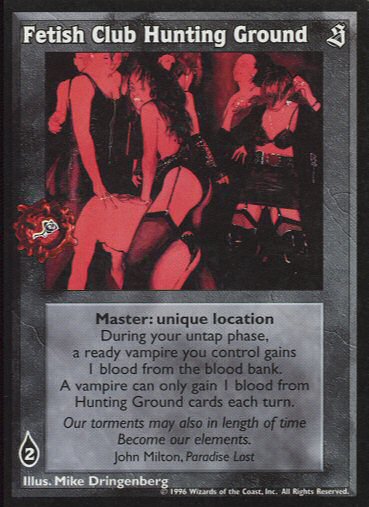 Fetish Club Hunting Ground
Master: unique location
During your untap phase,
a ready vampire you control gains
1 blood from the blood bank.
A vampire can only gain 1 blood from
Hunting Ground cards each turn.
Our torments may also in length of time
Become our elements.
John Milton, Paradise Lost
2
Illus. Mike Dringenberg
© 1996 Wizards of the Coast, Inc. All Rights Reserved.